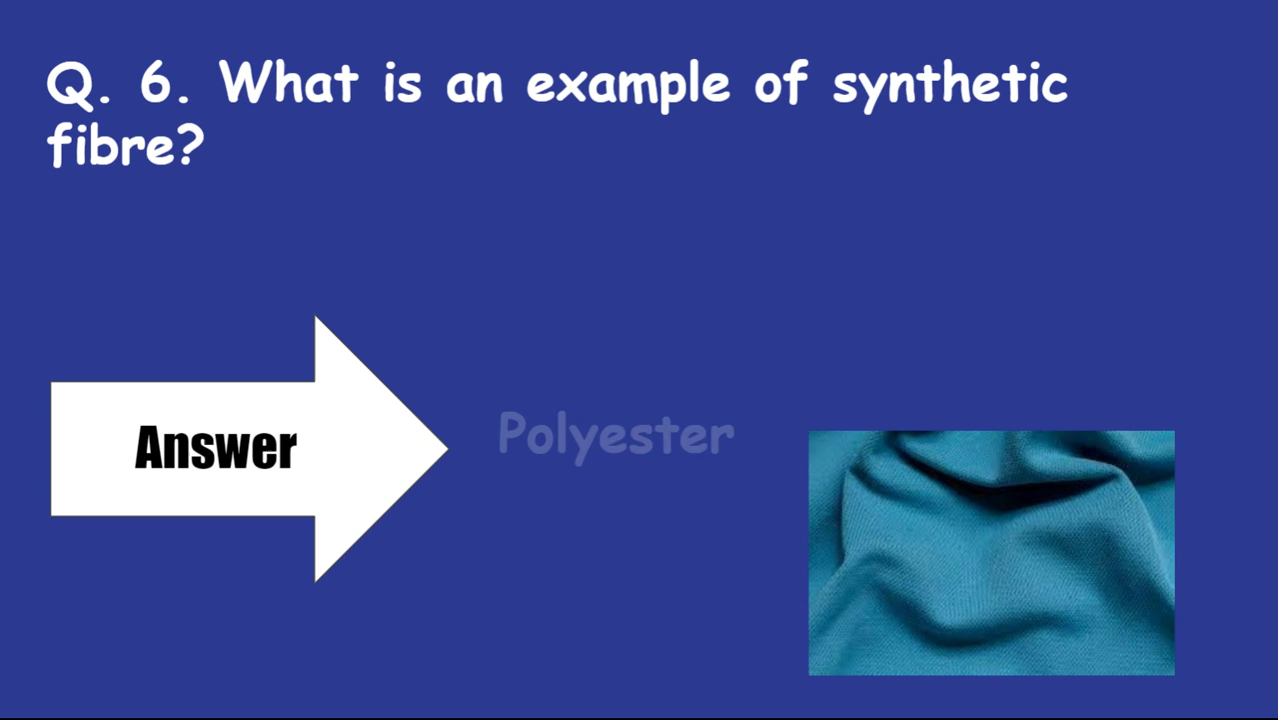 Q. 6. What is an example of synthetic
fibre?
Answer
Polyester